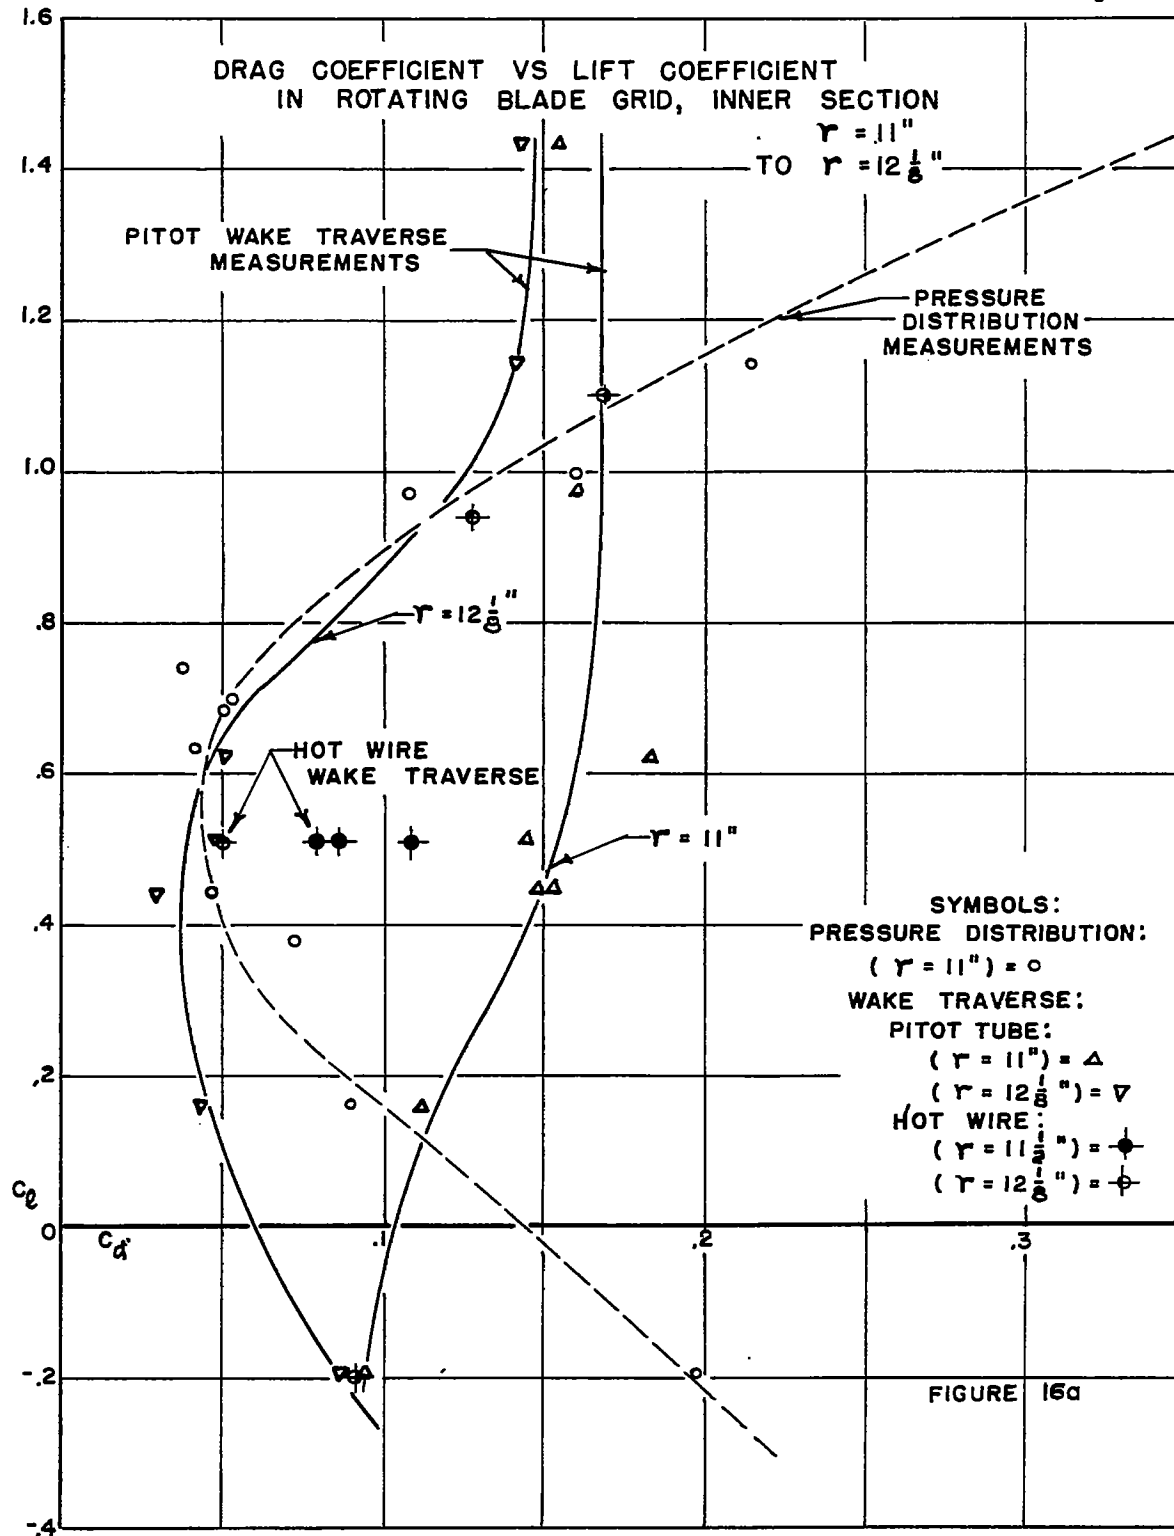 1.6
DRAG COEFFICIENT VS LIFT COEFFICIENT
IN ROTATING BLADE GRID, INNER SECTION
r = 11"
TO r = 12 1/8"
1.4
PITOT WAKE TRAVERSE
MEASUREMENTS
1.2
PRESSURE
DISTRIBUTION
MEASUREMENTS
1.0
.8
r = 12 1/8"
HOT WIRE
WAKE TRAVERSE
.6
r = 11"
.4
SYMBOLS:
PRESSURE DISTRIBUTION:
( r = 11") = o
WAKE TRAVERSE:
PITOT TUBE:
( r = 11") = △
( r = 12 1/8 ") = ▽
HOT WIRE:
( r = 11 1/2 ") =
( r = 12 1/8 ") =
.2
Cℓ
0
Cd
.1
.2
.3
-.2
FIGURE 16a
-.4